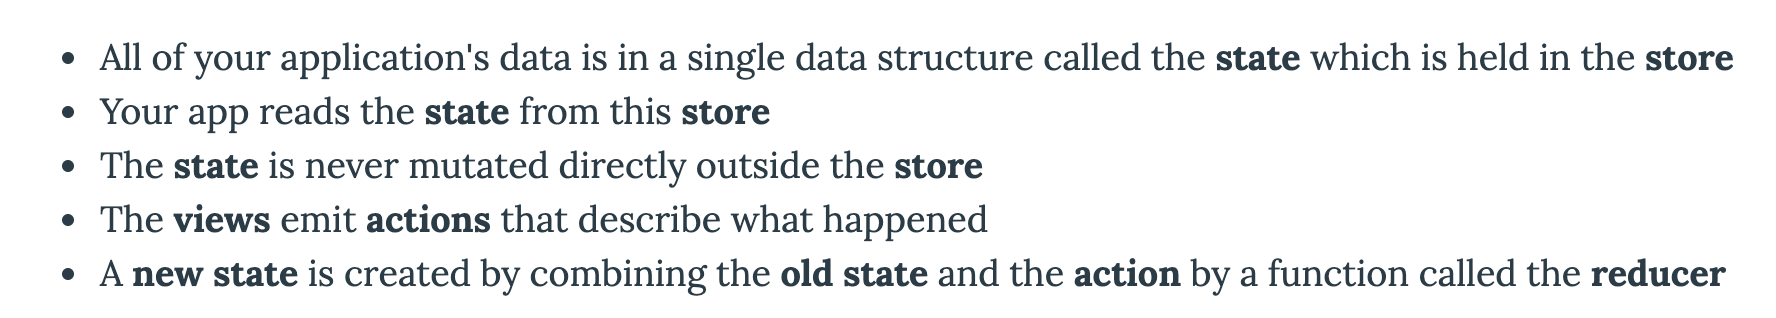 All of your application's data is in a single data structure called the state which is held in the store
Your app reads the state from this store
The state is never mutated directly outside the store
The views emit actions that describe what happened
A new state is created by combining the old state and the action by a function called the reducer